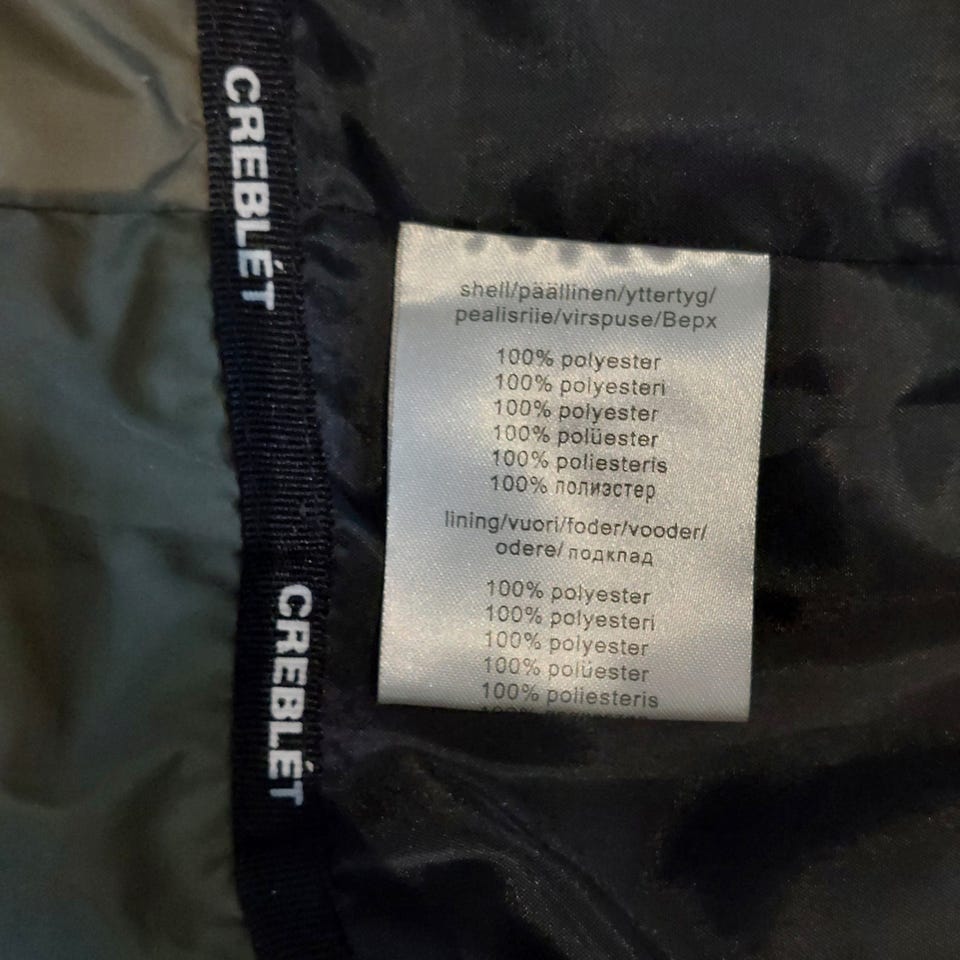 CREBLÉT
CREBLÉT
shell/päällinen/yttertyg/
pealisriie/virspuse/Верх
100% polyester
100% polyesteri
100% polyester
100% polüester
100% poliesteris
100% полиэстер
lining/vuori/foder/vooder/
odere/подклад
100% polyester
100% polyesteri
100% polyester
100% polüester
100% poliesteris